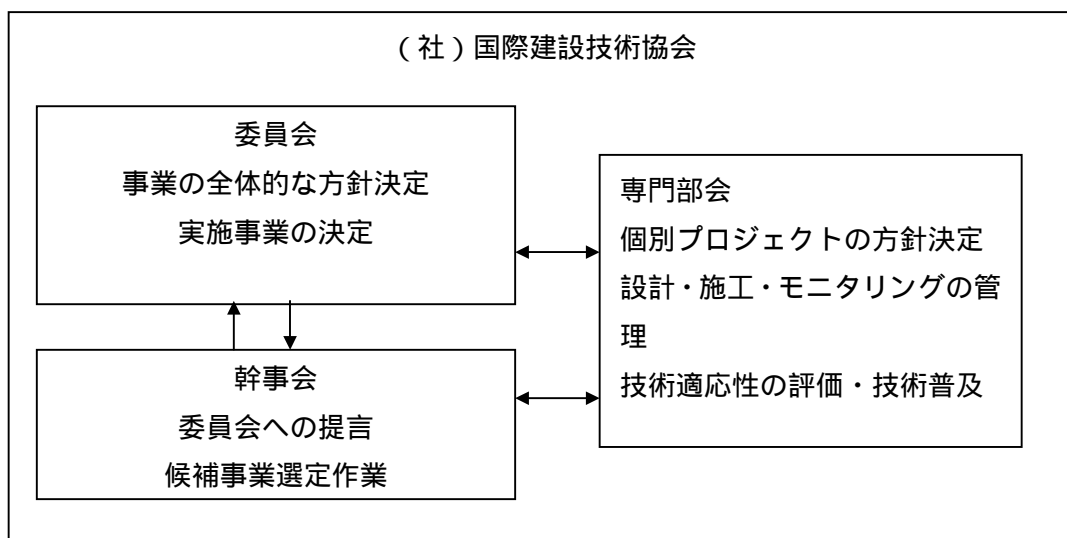 （社）国際建設技術協会
委員会
事業の全体的な方針決定
実施事業の決定
専門部会
個別プロジェクトの方針決定
設計・施工・モニタリングの管
理
技術適応性の評価・技術普及
幹事会
委員会への提言
候補事業選定作業